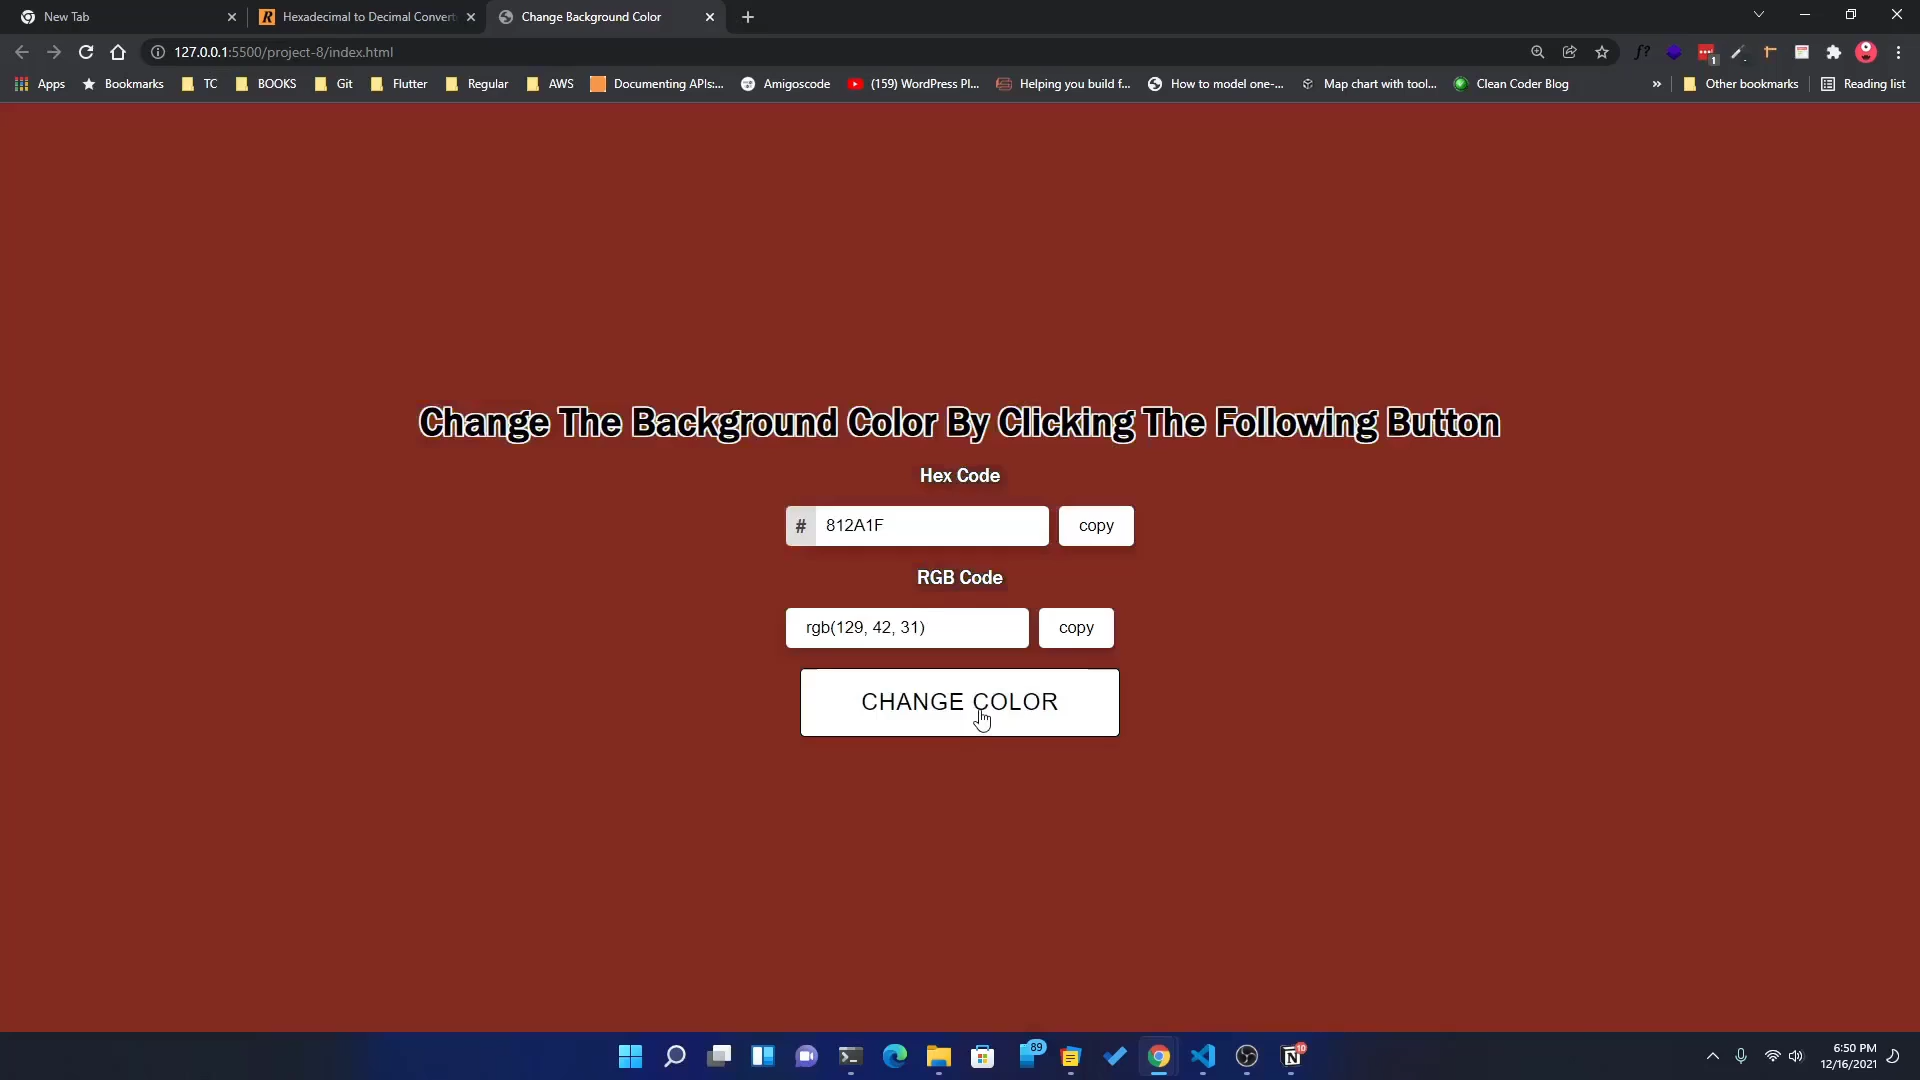 New Tab
Hexadecimal to Decimal Convert
Change Background Color
127.0.0.1:5500/project-8/index.html
Apps
Bookmarks
TC
BOOKS
Git
Flutter
Regular
AWS
Documenting APIs:...
Amigoscode
(159) WordPress Pl...
Helping you build f...
How to model one-...
Map chart with tool...
Clean Coder Blog
»
Other bookmarks
Reading list
Change The Background Color By Clicking The Following Button
Hex Code
# 812A1F copy
RGB Code
rgb(129, 42, 31) copy
CHANGE COLOR
89
10
6:50 PM
12/16/2021